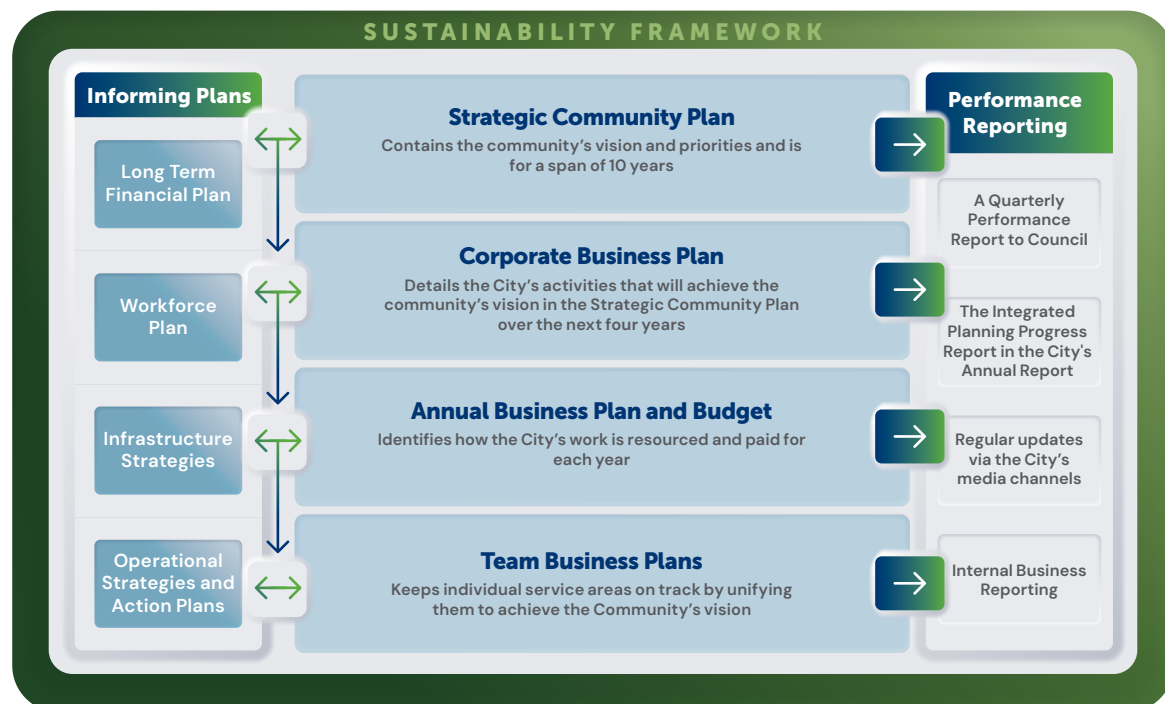 SUSTAINABILITY FRAMEWORK
Informing Plans
Long Term
Financial Plan
Workforce
Plan
Infrastructure
Strategies
Operational
Strategies and
Action Plans
Strategic Community Plan
Contains the community’s vision and priorities and is
for a span of 10 years
Corporate Business Plan
Details the City’s activities that will achieve the
community’s vision in the Strategic Community Plan
over the next four years
Annual Business Plan and Budget
Identifies how the City’s work is resourced and paid for
each year
Team Business Plans
Keeps individual service areas on track by unifying
them to achieve the Community’s vision
Performance
Reporting
A Quarterly
Performance
Report to Council
The Integrated
Planning Progress
Report in the City's
Annual Report
Regular updates
via the City’s
media channels
Internal Business
Reporting